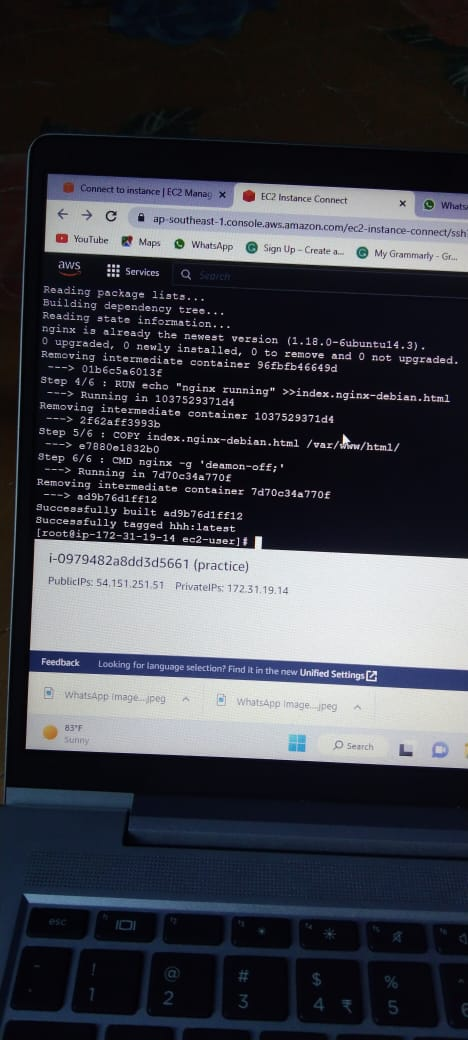 Connect to instance | EC2 Manag
EC2 Instance Connect
Whats
ap-southeast-1.console.aws.amazon.com/ec2-instance-connect/ssh
YouTube Maps WhatsApp Sign Up – Create a... My Grammarly - Gr...
aws Services Search
Reading package lists...
Building dependency tree...
Reading state information...
nginx is already the newest version (1.18.0-6ubuntu14.3).
0 upgraded, 0 newly installed, 0 to remove and 0 not upgraded.
Removing intermediate container 96fbfb46649d
---> 01b6c5a6013f
Step 4/6 : RUN echo "nginx running" >>index.nginx-debian.html
---> Running in 1037529371d4
Removing intermediate container 1037529371d4
---> 2f62aff3993b
Step 5/6 : COPY index.nginx-debian.html /var/www/html/
---> e7880e1832b0
Step 6/6 : CMD nginx -g 'deamon-off;'
---> Running in 7d70c34a770f
Removing intermediate container 7d70c34a770f
---> ad9b76d1ff12
Successfully built ad9b76d1ff12
Successfully tagged hhh:latest
[root@ip-172-31-19-14 ec2-user]#
i-0979482a8dd3d5661 (practice)
PublicIPs: 54.151.251.51 PrivateIPs: 172.31.19.14
Feedback Looking for language selection? Find it in the new Unified Settings
WhatsApp Image....jpeg WhatsApp Image....jpeg
83°F
Sunny
Search
esc
! @ # $ %
1 2 3 4 ₹ 5